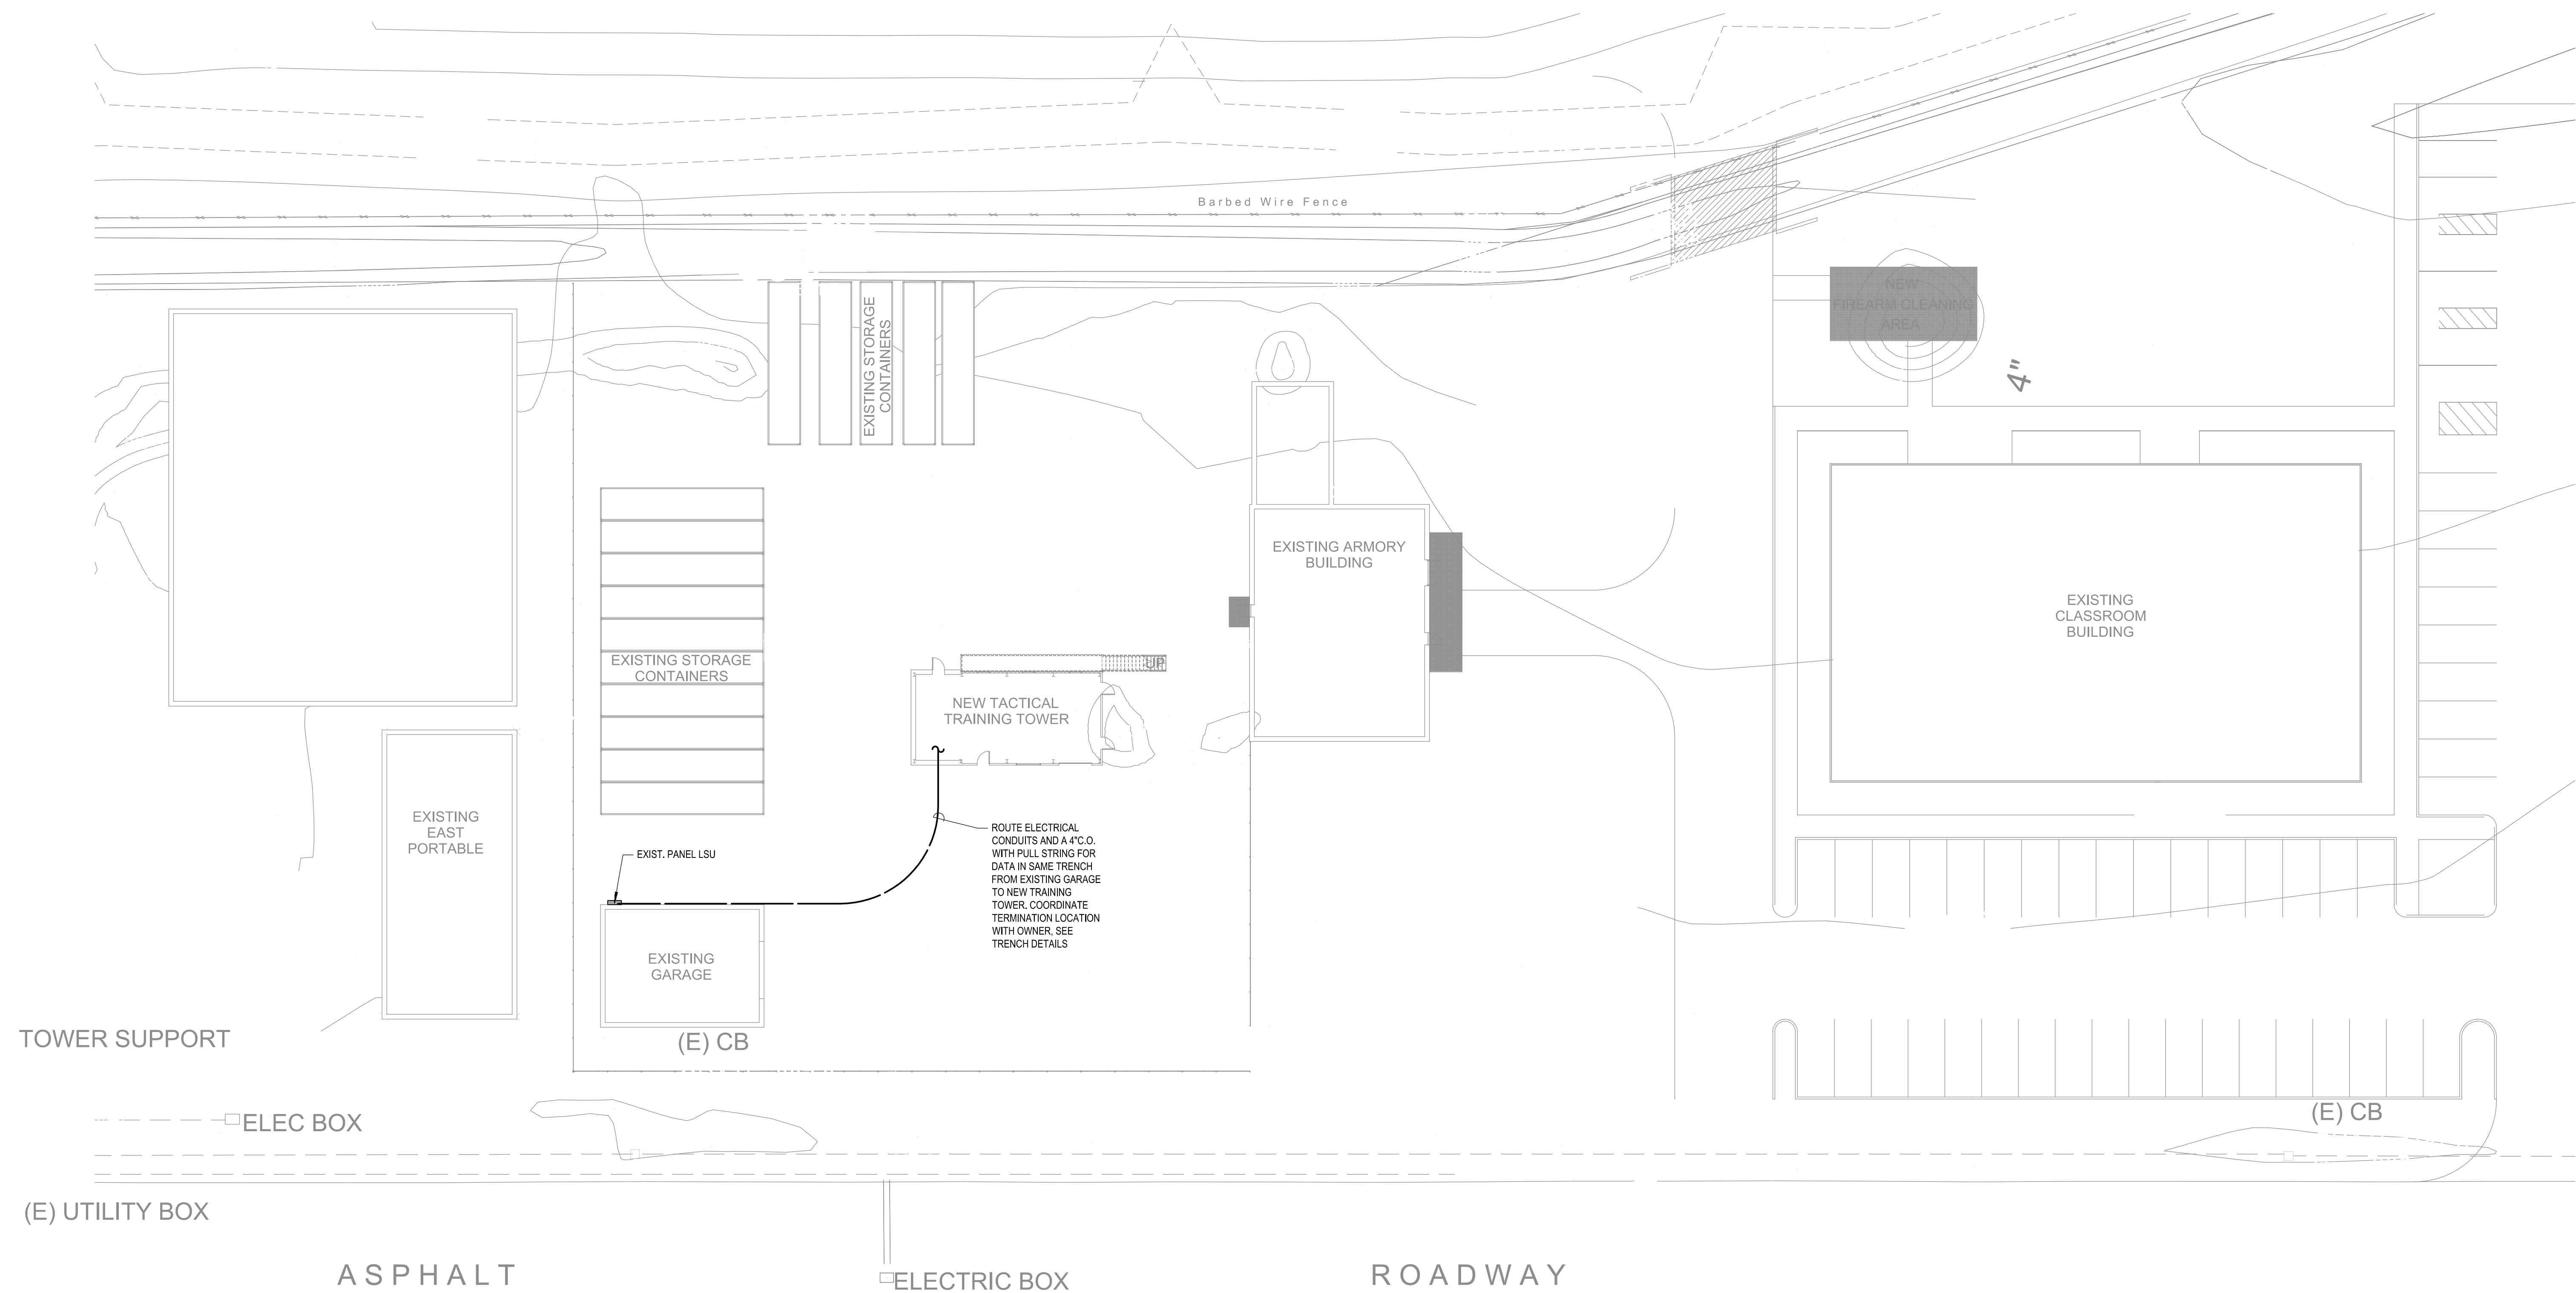 Barbed Wire Fence
NEW
FIREARM CLEANING
AREA
4"
EXISTING STORAGE
CONTAINERS
EXISTING ARMORY
BUILDING
EXISTING
CLASSROOM
BUILDING
EXISTING STORAGE
CONTAINERS
UP
NEW TACTICAL
TRAINING TOWER
EXISTING
EAST
PORTABLE
EXIST. PANEL LSU
ROUTE ELECTRICAL
CONDUITS AND A 4"C.O.
WITH PULL STRING FOR
DATA IN SAME TRENCH
FROM EXISTING GARAGE
TO NEW TRAINING
TOWER. COORDINATE
TERMINATION LOCATION
WITH OWNER, SEE
TRENCH DETAILS
EXISTING
GARAGE
TOWER SUPPORT
(E) CB
ELEC BOX
(E) CB
(E) UTILITY BOX
ASPHALT
ELECTRIC BOX
ROADWAY